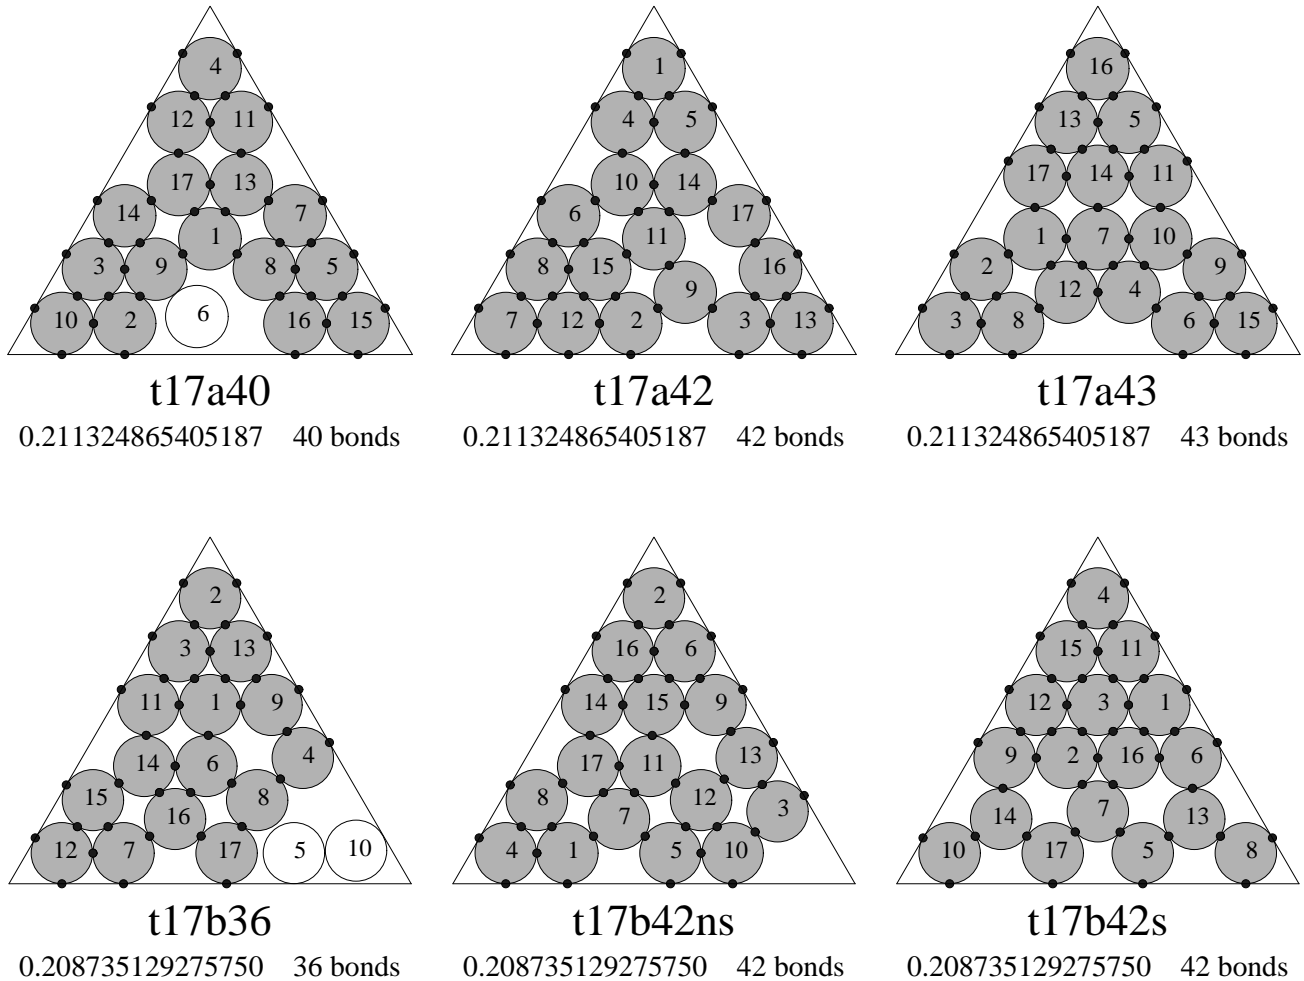 4 1 16
12 11 4 5 13 5
17 13 10 14 17 14 11
14 7 6 17
1 11 1 7 10
3 9 8 5 8 15 16 2 9
9 12 4
10 2 6 16 15 7 12 2 3 13 3 8 6 15
t17a40 t17a42 t17a43
0.211324865405187 40 bonds 0.211324865405187 42 bonds 0.211324865405187 43 bonds
2 2 4
3 13 16 6 15 11
11 1 9 14 15 9 12 3 1
14 6 4 17 11 13 9 2 16 6
15 8 8 12 3
16 7 14 7 13
12 7 17 5 10 4 1 5 10 10 17 5 8
t17b36 t17b42ns t17b42s
0.208735129275750 36 bonds 0.208735129275750 42 bonds 0.208735129275750 42 bonds